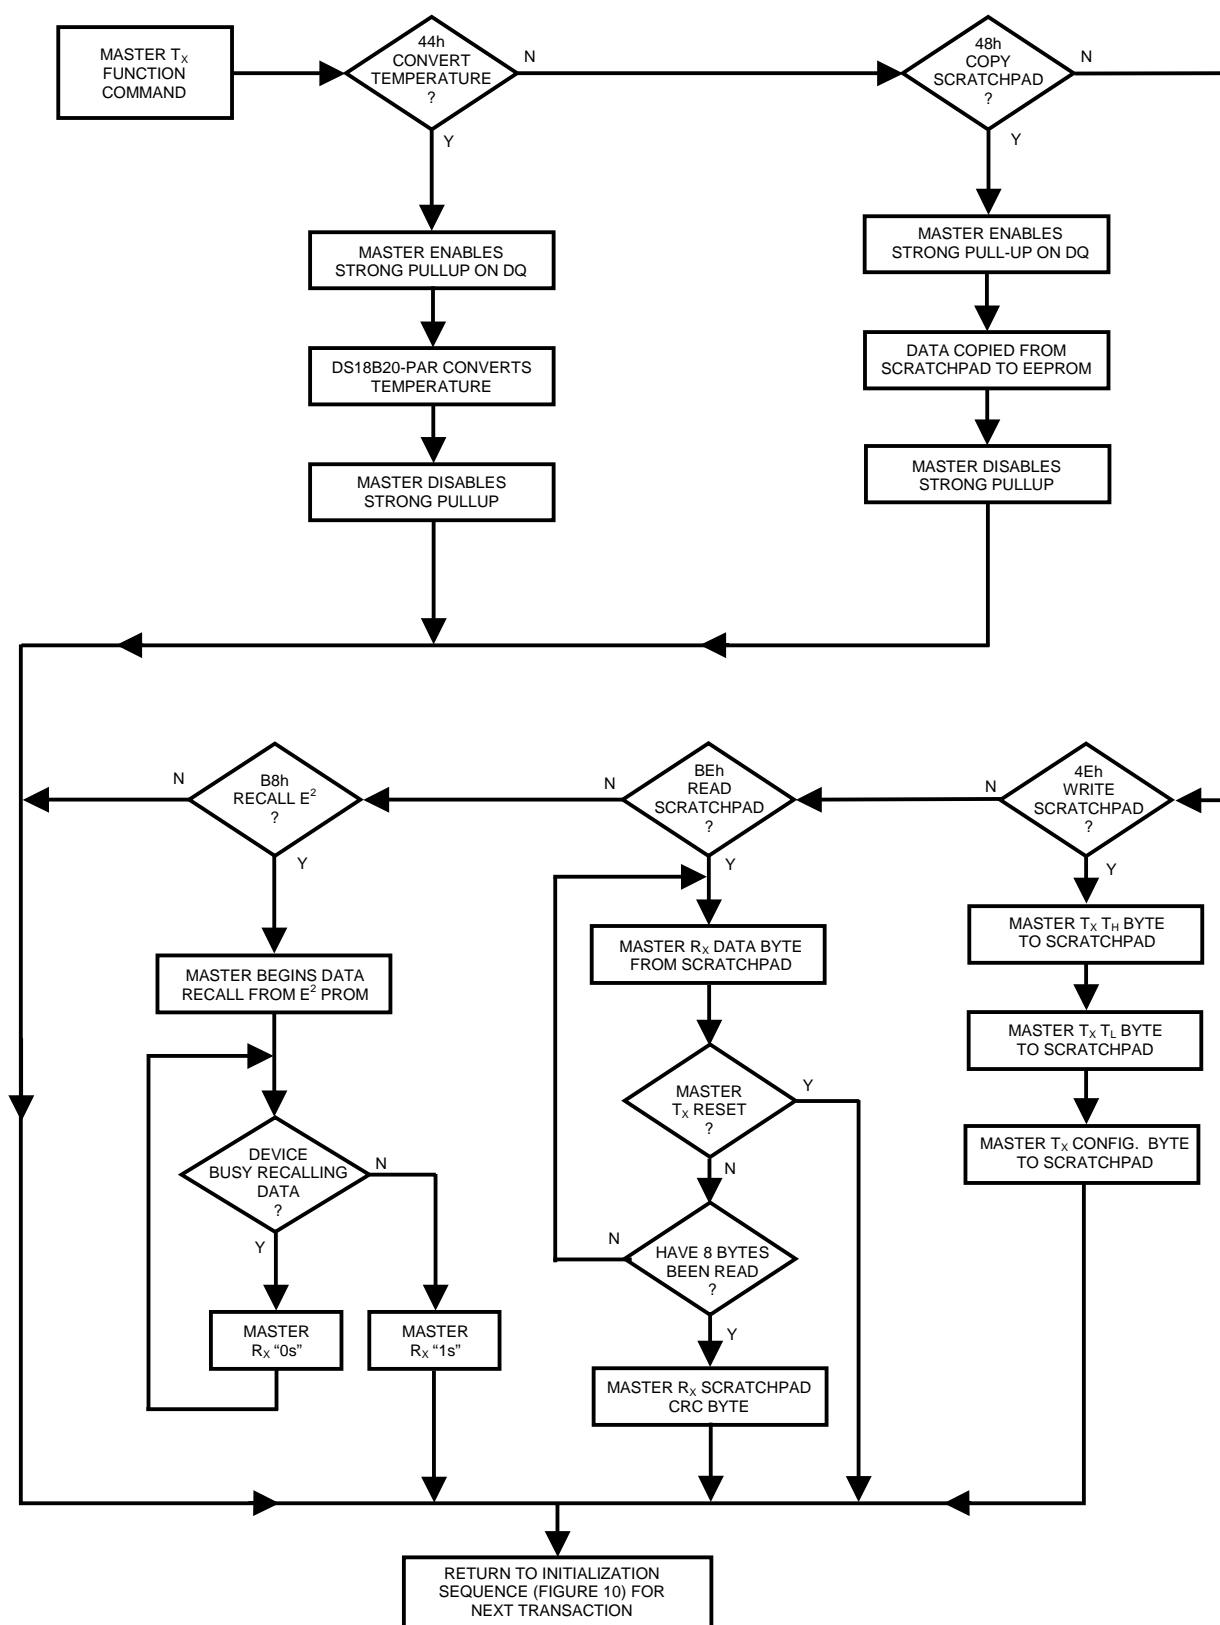 MASTER TX
FUNCTION
COMMAND
44h
CONVERT
TEMPERATURE
?
N
Y
48h
COPY
SCRATCHPAD
?
N
Y
MASTER ENABLES
STRONG PULLUP ON DQ
MASTER ENABLES
STRONG PULL-UP ON DQ
DS18B20-PAR CONVERTS
TEMPERATURE
DATA COPIED FROM
SCRATCHPAD TO EEPROM
MASTER DISABLES
STRONG PULLUP
MASTER DISABLES
STRONG PULLUP
N
B8h
RECALL E²
?
Y
N
BEh
READ
SCRATCHPAD
?
Y
N
4Eh
WRITE
SCRATCHPAD
?
Y
MASTER BEGINS DATA
RECALL FROM E² PROM
MASTER RX DATA BYTE
FROM SCRATCHPAD
MASTER TX TH BYTE
TO SCRATCHPAD
MASTER TX TL BYTE
TO SCRATCHPAD
MASTER TX CONFIG. BYTE
TO SCRATCHPAD
DEVICE
BUSY RECALLING
DATA
?
N
Y
MASTER
TX RESET
?
Y
N
N
HAVE 8 BYTES
BEEN READ
?
Y
MASTER
RX “0s”
MASTER
RX “1s”
MASTER RX SCRATCHPAD
CRC BYTE
RETURN TO INITIALIZATION
SEQUENCE (FIGURE 10) FOR
NEXT TRANSACTION